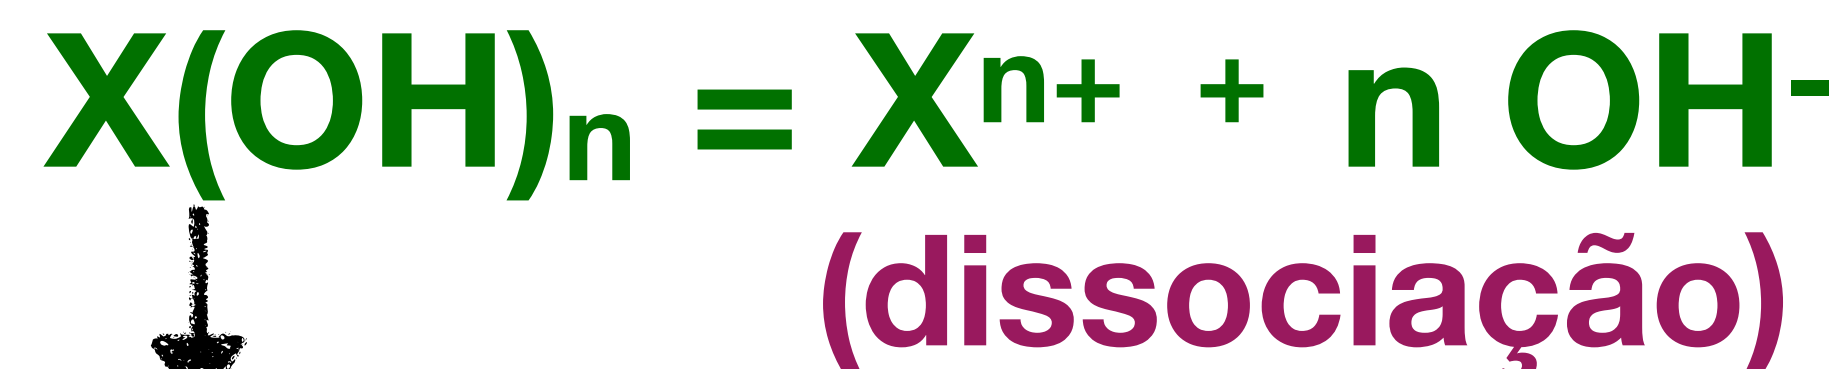 X(OH)n = Xn+ + n OH-
(dissociação)